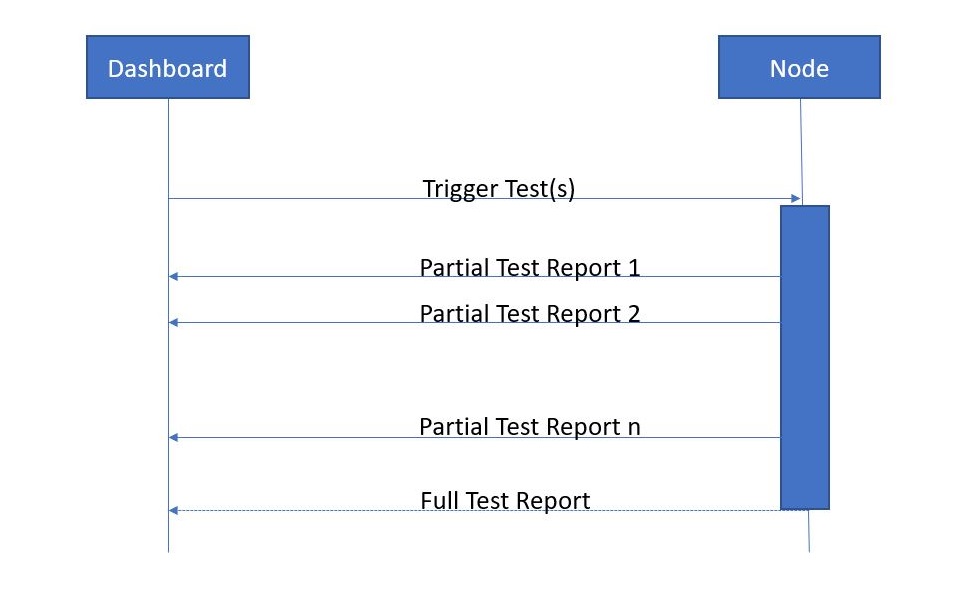 Dashboard
Node
Trigger Test(s)
Partial Test Report 1
Partial Test Report 2
Partial Test Report n
Full Test Report